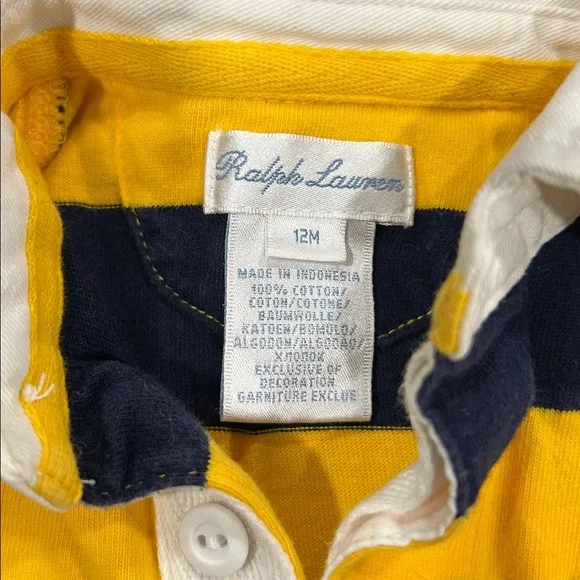 Ralph Lauren
12M
MADE IN INDONESIA
100% COTTON/
COTON/COTONE/
BAUMWOLLE/
KATOEN/BOMULD/
ALGODON/ALGODAO/
ХЛОПОК
EXCLUSIVE OF
DECORATION
GARNITURE EXCLUE